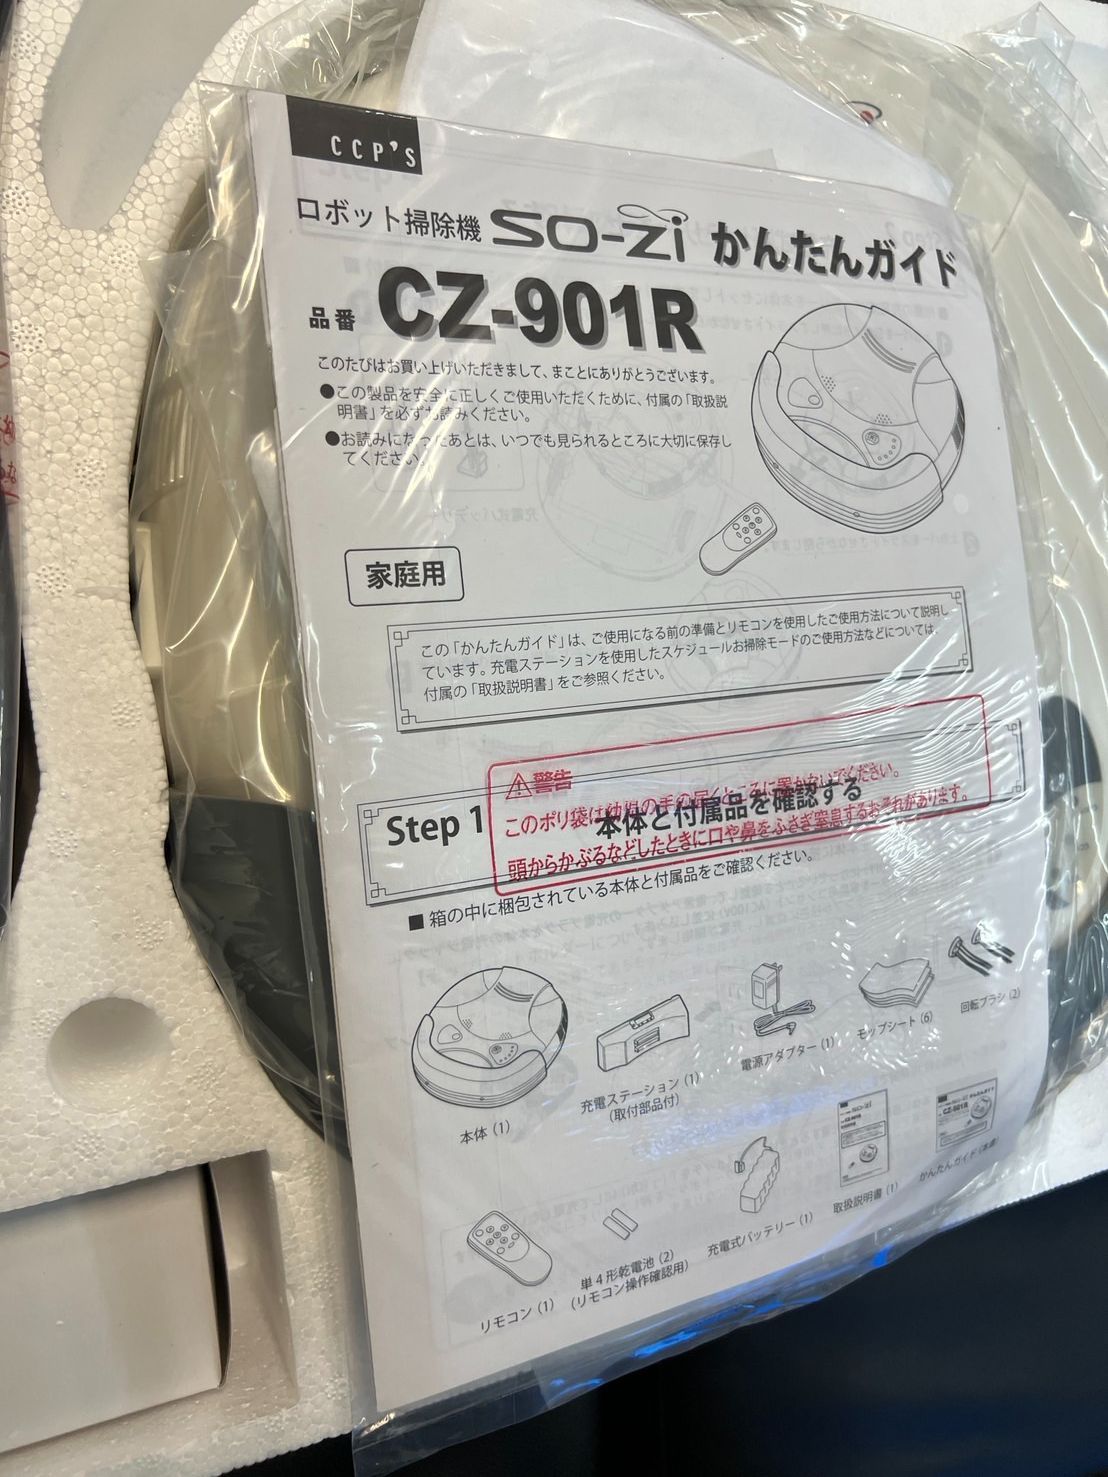 CCP'S
ロボット掃除機 SO-Zi かんたんガイド
品番 CZ-901R
このたびはお買い上げいただきまして、まことにありがとうございます。
●この製品を安全に正しくご使用いただくために、付属の「取扱説
明書」を必ずお読みください。
●お読みになったあとは、いつでも見られるところに大切に保存し
てください。
家庭用
この「かんたんガイド」は、ご使用になる前の準備とリモコンを使用したご使用方法について説明し
ています。充電ステーションを使用したスケジュールお掃除モードのご使用方法などについては、
付属の「取扱説明書」をご参照ください。
⚠警告
このポリ袋は幼児の手の届くところに置かないでください。
頭からかぶるなどしたときに口や鼻をふさぎ窒息するおそれがあります。
Step 1 本体と付属品を確認する
■ 箱の中に梱包されている本体と付属品をご確認ください。
本体 (1)
充電ステーション (1)
(取付部品付)
電源アダプター (1)
モップシート (6)
回転ブラシ (2)
リモコン (1)
単4形乾電池 (2)
(リモコン操作確認用)
充電式バッテリー (1)
取扱説明書 (1)
かんたんガイド (本書)